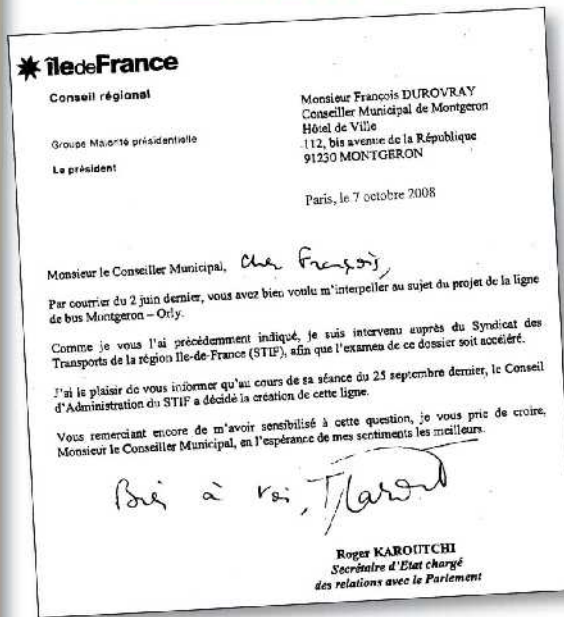 îledeFrance
Conseil régional
Groupe Majorité présidentielle
Le président
Monsieur François DUROVRAY
Conseiller Municipal de Montgeron
Hôtel de Ville
112, bis avenue de la République
91230 MONTGERON
Paris, le 7 octobre 2008
Monsieur le Conseiller Municipal, Cher François,
Par courrier du 2 juin dernier, vous avez bien voulu m'interpeller au sujet du projet de la ligne
de bus Montgeron – Orly.
Comme je vous l'ai précédemment indiqué, je suis intervenu auprès du Syndicat des
Transports de la région Ile-de-France (STIF), afin que l'examen de ce dossier soit accéléré.
J'ai le plaisir de vous informer qu'au cours de sa séance du 25 septembre dernier, le Conseil
d'Administration du STIF a décidé la création de cette ligne.
Vous remerciant encore de m'avoir sensibilisé à cette question, je vous prie de croire,
Monsieur le Conseiller Municipal, en l'espérance de mes sentiments les meilleurs.
Bien à toi,
Roger KAROUTCHI
Secrétaire d'Etat chargé
des relations avec le Parlement